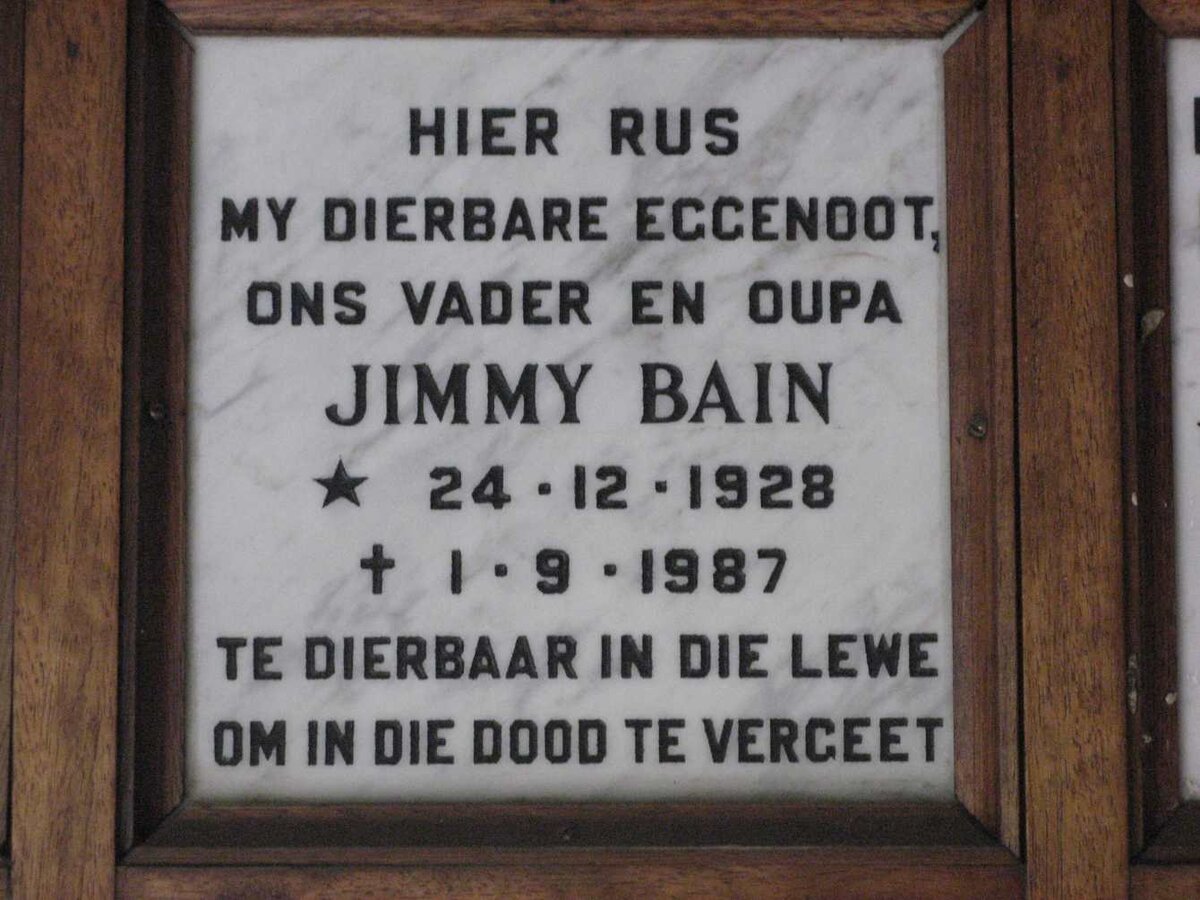 HIER RUS
MY DIERBARE EGGENOOT,
ONS VADER EN OUPA
JIMMY BAIN
★ 24·12·1928
✝ 1·9·1987
TE DIERBAAR IN DIE LEWE
OM IN DIE DOOD TE VERGEET